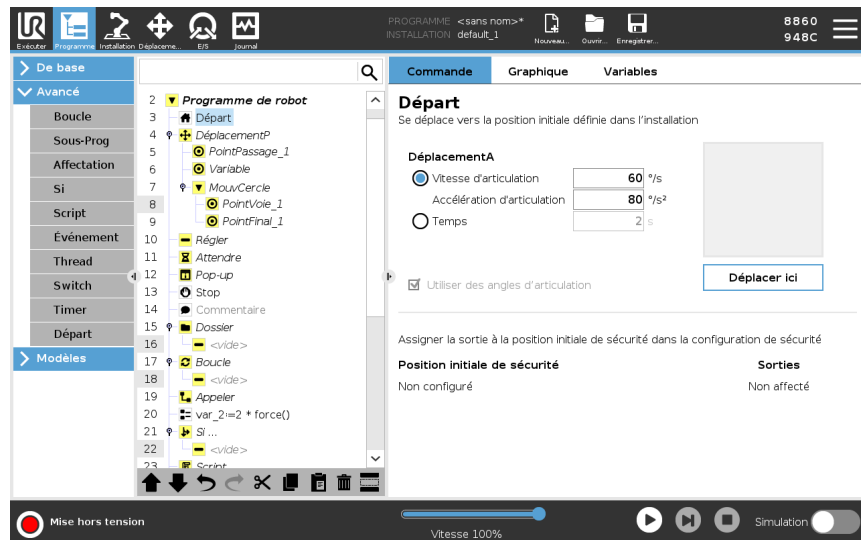 PROGRAMME <sans nom>*
INSTALLATION default_1
Nouveau...
Ouvrir...
Enregistrer...
8860
948C
Exécuter
Programme
Installation
Déplaceme...
E/S
Journal
De base
Avancé
Boucle
Sous-Prog
Affectation
Si
Script
Événement
Thread
Switch
Timer
Départ
Modèles
2 Programme de robot
3 Départ
4 DéplacementP
5 PointPassage_1
6 Variable
7 MouvCercle
8 PointVoie_1
9 PointFinal_1
10 Régler
11 Attendre
12 Pop-up
13 Stop
14 Commentaire
15 Dossier
16 <vide>
17 Boucle
18 <vide>
19 Appeler
20 var_2≔2 * force()
21 Si ...
22 <vide>
23 Script
Commande
Graphique
Variables
Départ
Se déplace vers la position initiale définie dans l'installation
DéplacementA
Vitesse d'articulation 60 °/s
Accélération d'articulation 80 °/s²
Temps 2 s
Déplacer ici
Utiliser des angles d'articulation
Assigner la sortie à la position initiale de sécurité dans la configuration de sécurité
Position initiale de sécurité
Sorties
Non configuré
Non affecté
Mise hors tension
Vitesse 100%
Simulation